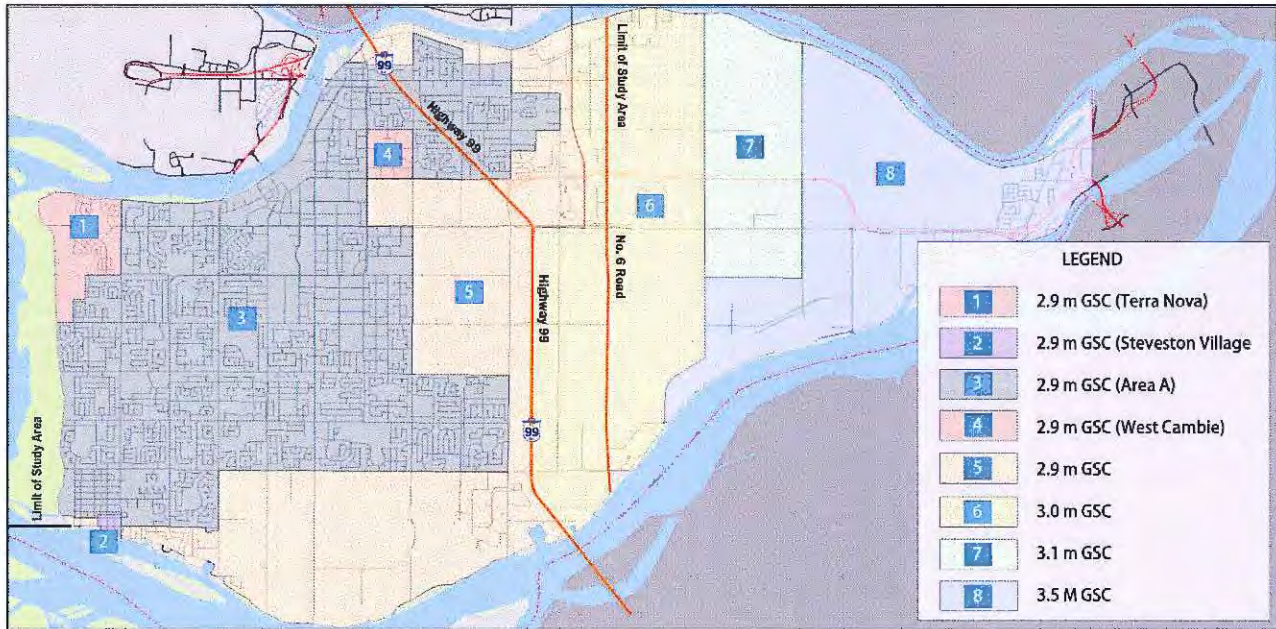 99
Highway 99
Limit of Study Area
4
7
8
1
6
No. 6 Road
5
Highway 99
3
99
Limit of Study Area
2
LEGEND
1 2.9 m GSC (Terra Nova)
2 2.9 m GSC (Steveston Village
3 2.9 m GSC (Area A)
4 2.9 m GSC (West Cambie)
5 2.9 m GSC
6 3.0 m GSC
7 3.1 m GSC
8 3.5 M GSC